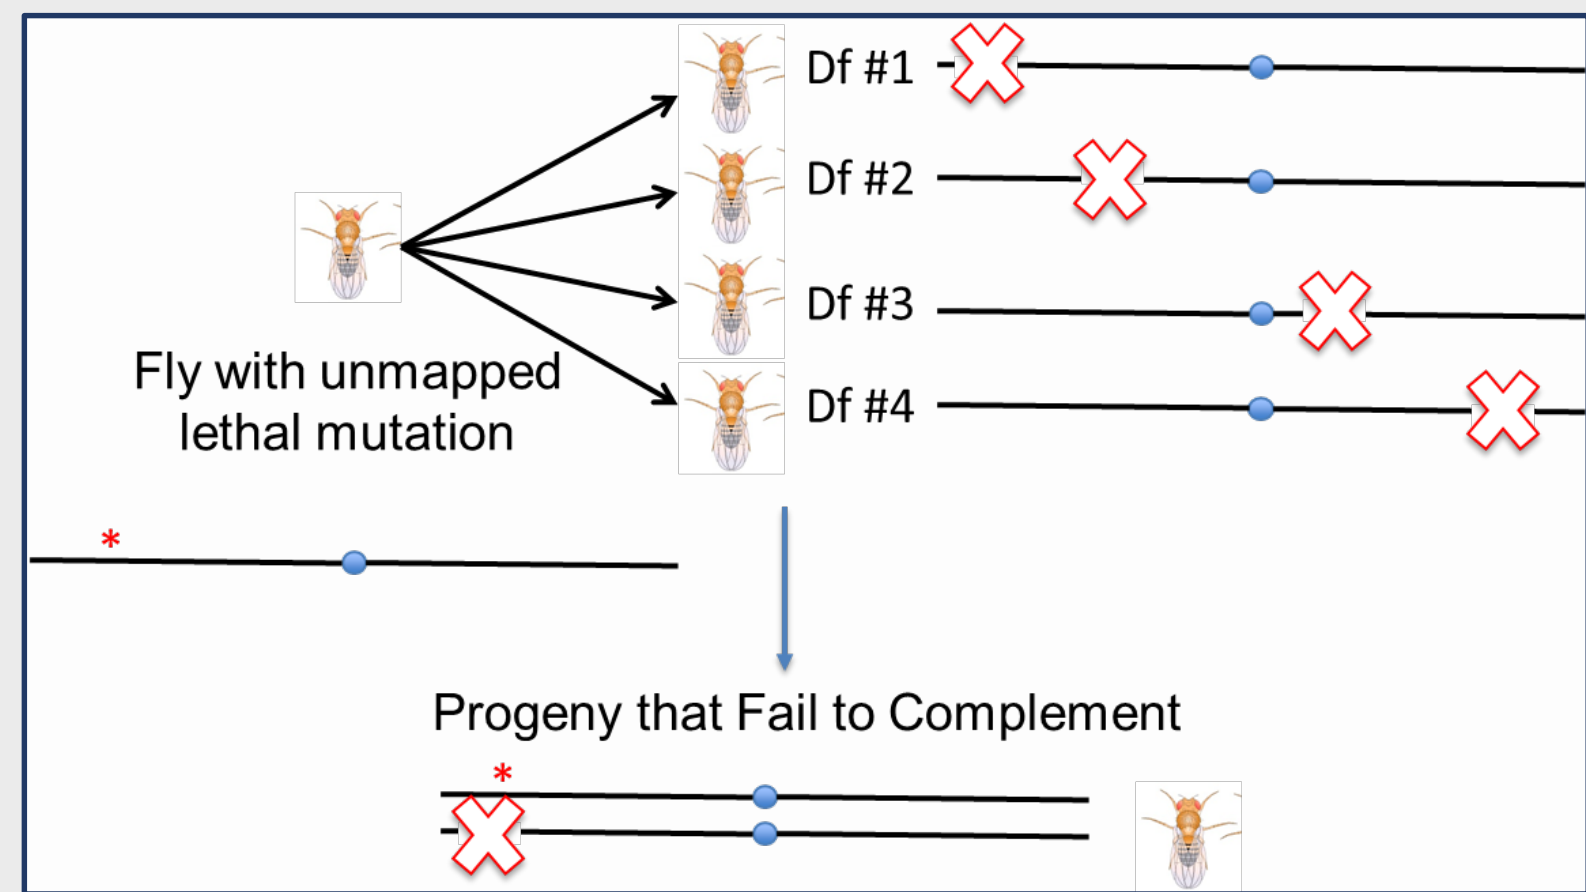 Df #1
Df #2
Df #3
Df #4
Fly with unmapped
lethal mutation
*
Progeny that Fail to Complement
*